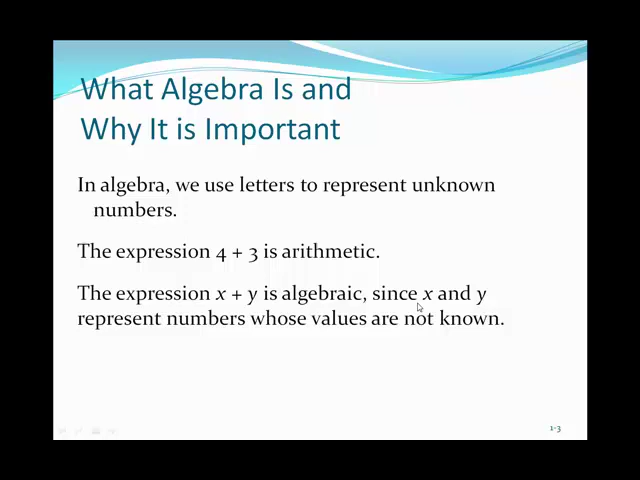 What Algebra Is and
Why It is Important
In algebra, we use letters to represent unknown
numbers.
The expression 4 + 3 is arithmetic.
The expression x + y is algebraic, since x and y
represent numbers whose values are not known.
1-3